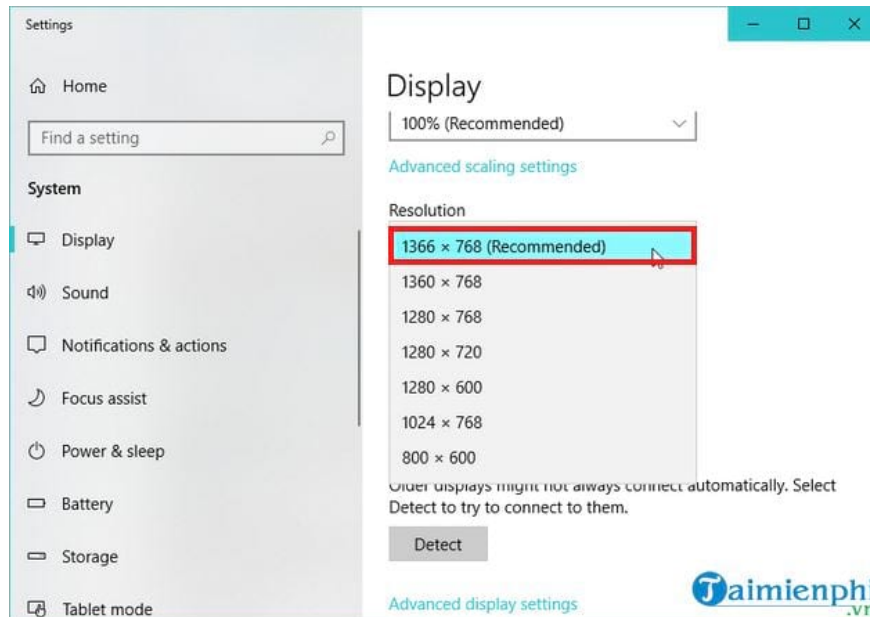 Settings
Home
Find a setting
System
Display
Sound
Notifications & actions
Focus assist
Power & sleep
Battery
Storage
Tablet mode
Display
100% (Recommended)
Advanced scaling settings
Resolution
1366 × 768 (Recommended)
1360 × 768
1280 × 768
1280 × 720
1280 × 600
1024 × 768
800 × 600
Older displays might not always connect automatically. Select
Detect to try to connect to them.
Detect
Advanced display settings
Taimienphi
.vn